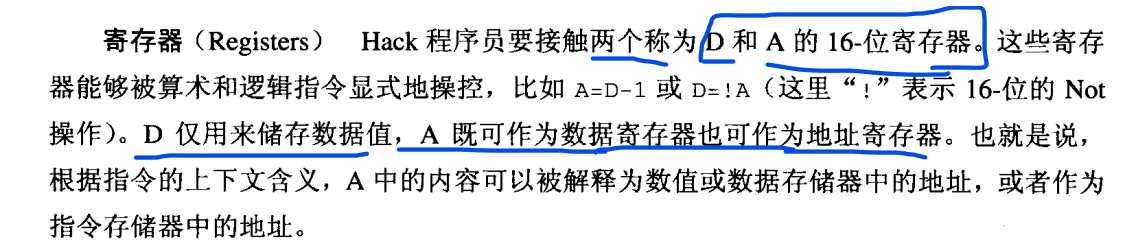 寄存器（Registers） Hack 程序员要接触两个称为 D 和 A 的 16-位寄存器。这些寄存
器能够被算术和逻辑指令显式地操控，比如 A=D-1 或 D=!A（这里“!”表示 16-位的 Not
操作）。D 仅用来储存数据值，A 既可作为数据寄存器也可作为地址寄存器。也就是说，
根据指令的上下文含义，A 中的内容可以被解释为数值或数据存储器中的地址，或者作为
指令存储器中的地址。